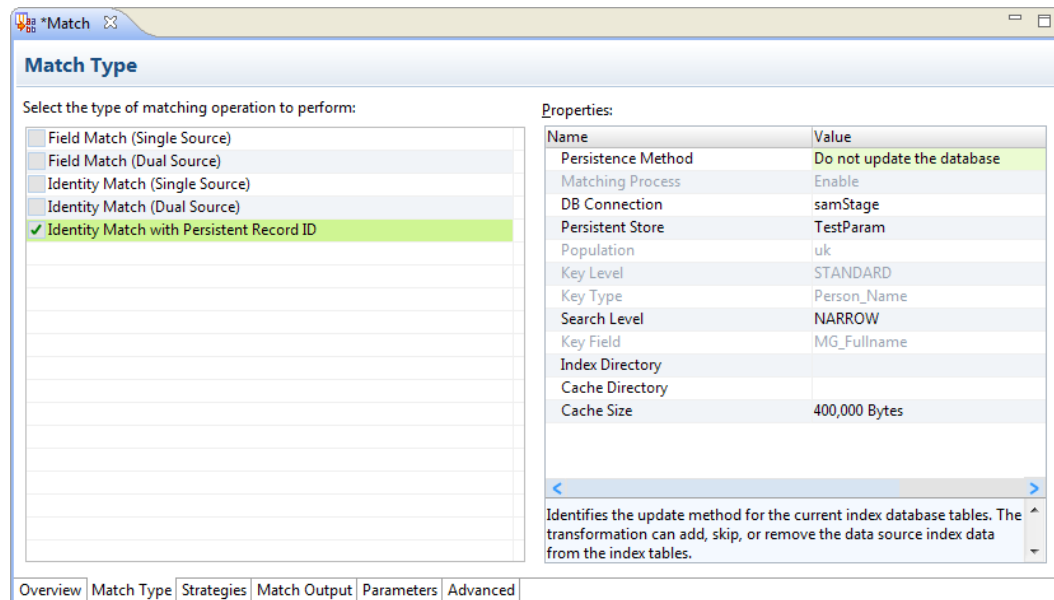 *Match
Match Type
Select the type of matching operation to perform:
Field Match (Single Source)
Field Match (Dual Source)
Identity Match (Single Source)
Identity Match (Dual Source)
Identity Match with Persistent Record ID
Properties:
Name Value
Persistence Method Do not update the database
Matching Process Enable
DB Connection samStage
Persistent Store TestParam
Population uk
Key Level STANDARD
Key Type Person_Name
Search Level NARROW
Key Field MG_Fullname
Index Directory
Cache Directory
Cache Size 400,000 Bytes
Identifies the update method for the current index database tables. The
transformation can add, skip, or remove the data source index data
from the index tables.
Overview Match Type Strategies Match Output Parameters Advanced